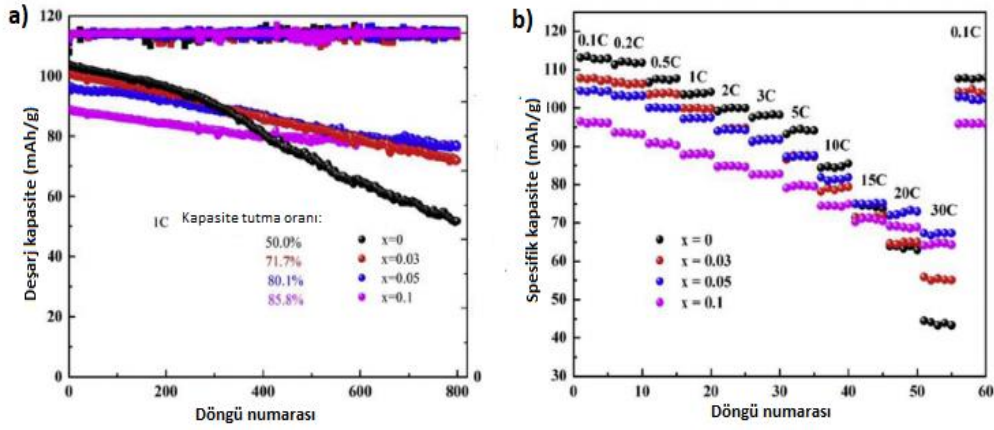 a)
120
100
80
60
40
20
0
Deşarj kapasite (mAh/g)
1C Kapasite tutma oranı:
50.0% x=0
71.7% x=0.03
80.1% x=0.05
85.8% x=0.1
0
0 200 400 600 800
Döngü numarası
b)
120
110
100
90
80
70
60
50
40
30
Spesifik kapasite (mAh/g)
0.1C
0.2C
0.5C
1C
2C
3C
5C
10C
15C
20C
30C
0.1C
x = 0
x = 0.03
x = 0.05
x = 0.1
0 10 20 30 40 50 60
Döngü numarası